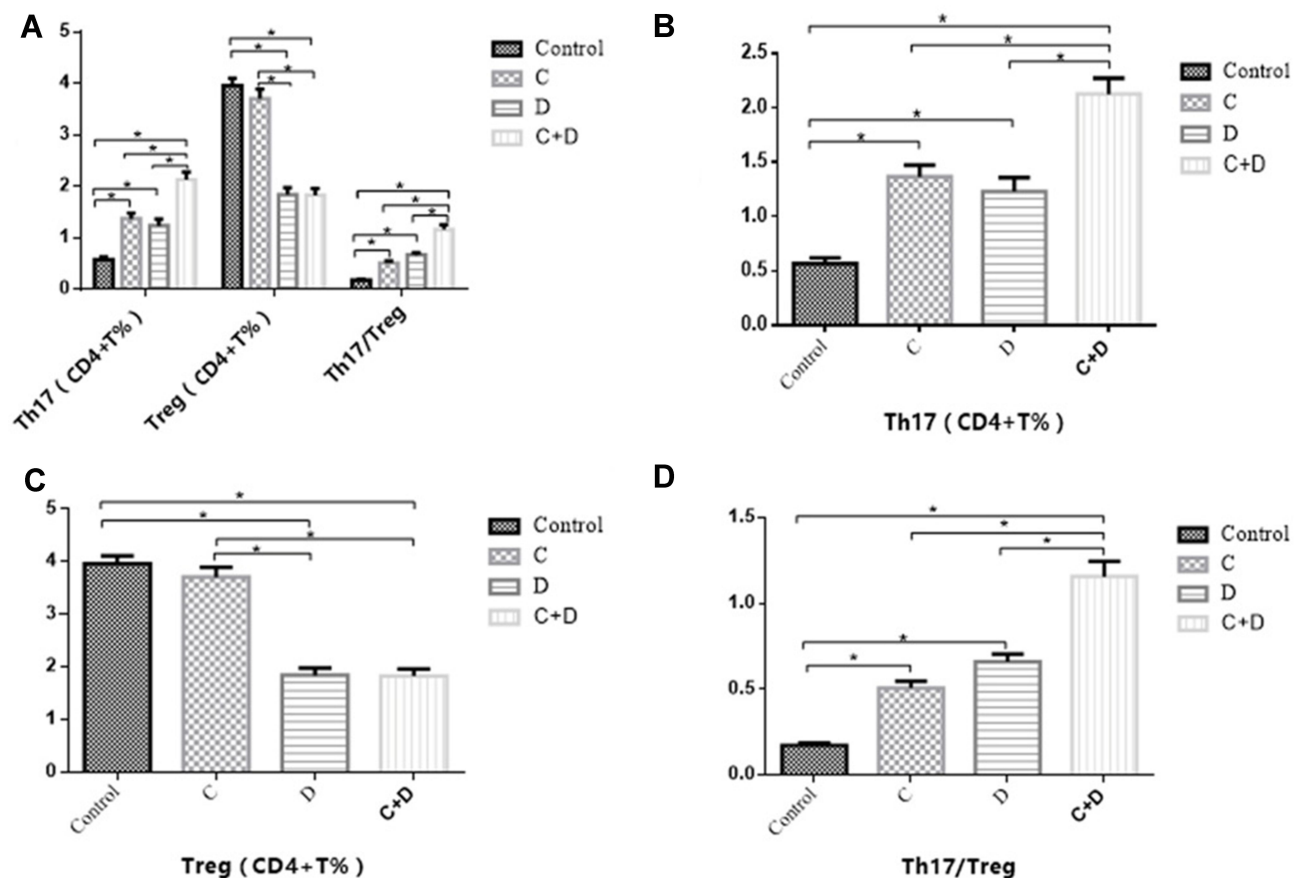 A
5
4
3
2
1
0
* * * * *
* * * *
* * * * *
Control
C
D
C+D
Th17 ( CD4+T% )
Treg ( CD4+T% )
Th17/Treg
B
2.5
2.0
1.5
1.0
0.5
0.0
* * * * *
Control
C
D
C+D
Control
C
D
C+D
Th17 ( CD4+T% )
C
5
4
3
2
1
0
* * * *
Control
C
D
C+D
Control
C
D
C+D
Treg ( CD4+T% )
D
1.5
1.0
0.5
0.0
* * * * *
Control
C
D
C+D
Control
C
D
C+D
Th17/Treg